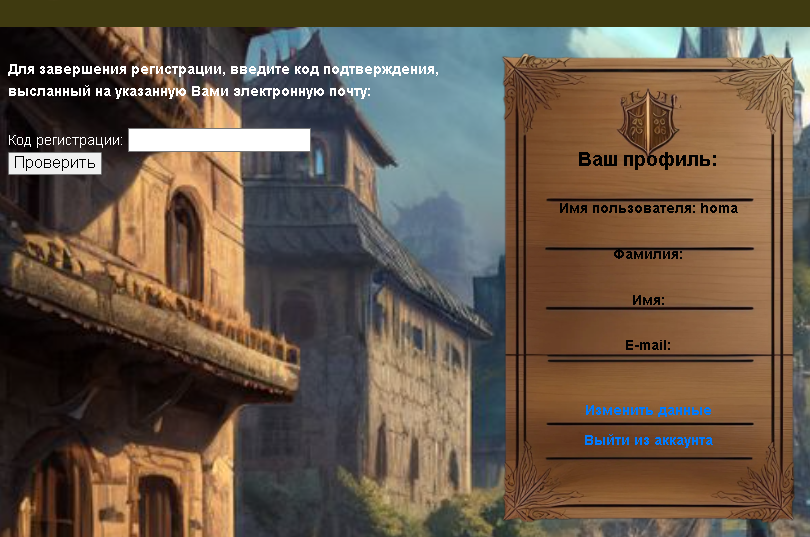 Для завершения регистрации, введите код подтверждения,
высланный на указанную Вами электронную почту:
Код регистрации:
Проверить
Ваш профиль:
Имя пользователя: homa
Фамилия:
Имя:
E-mail:
Изменить данные
Выйти из аккаунта